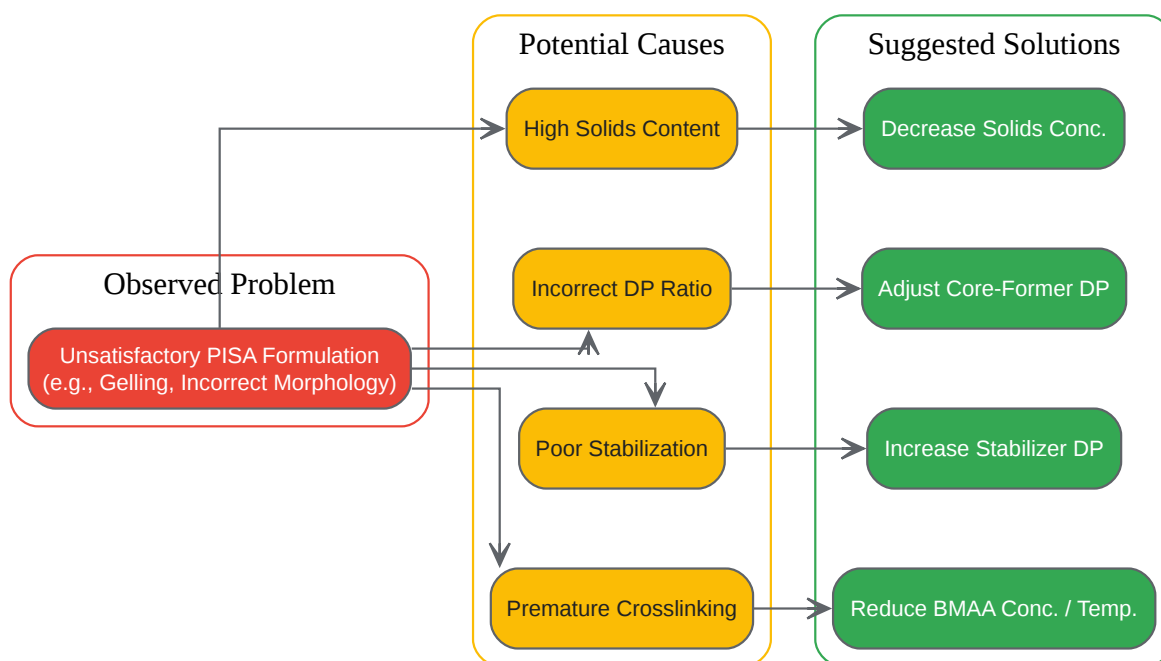 Potential Causes
Suggested Solutions
High Solids Content
Decrease Solids Conc.
Observed Problem
Unsatisfactory PISA Formulation
(e.g., Gelling, Incorrect Morphology)
Incorrect DP Ratio
Adjust Core-Former DP
Poor Stabilization
Increase Stabilizer DP
Premature Crosslinking
Reduce BMAA Conc. / Temp.